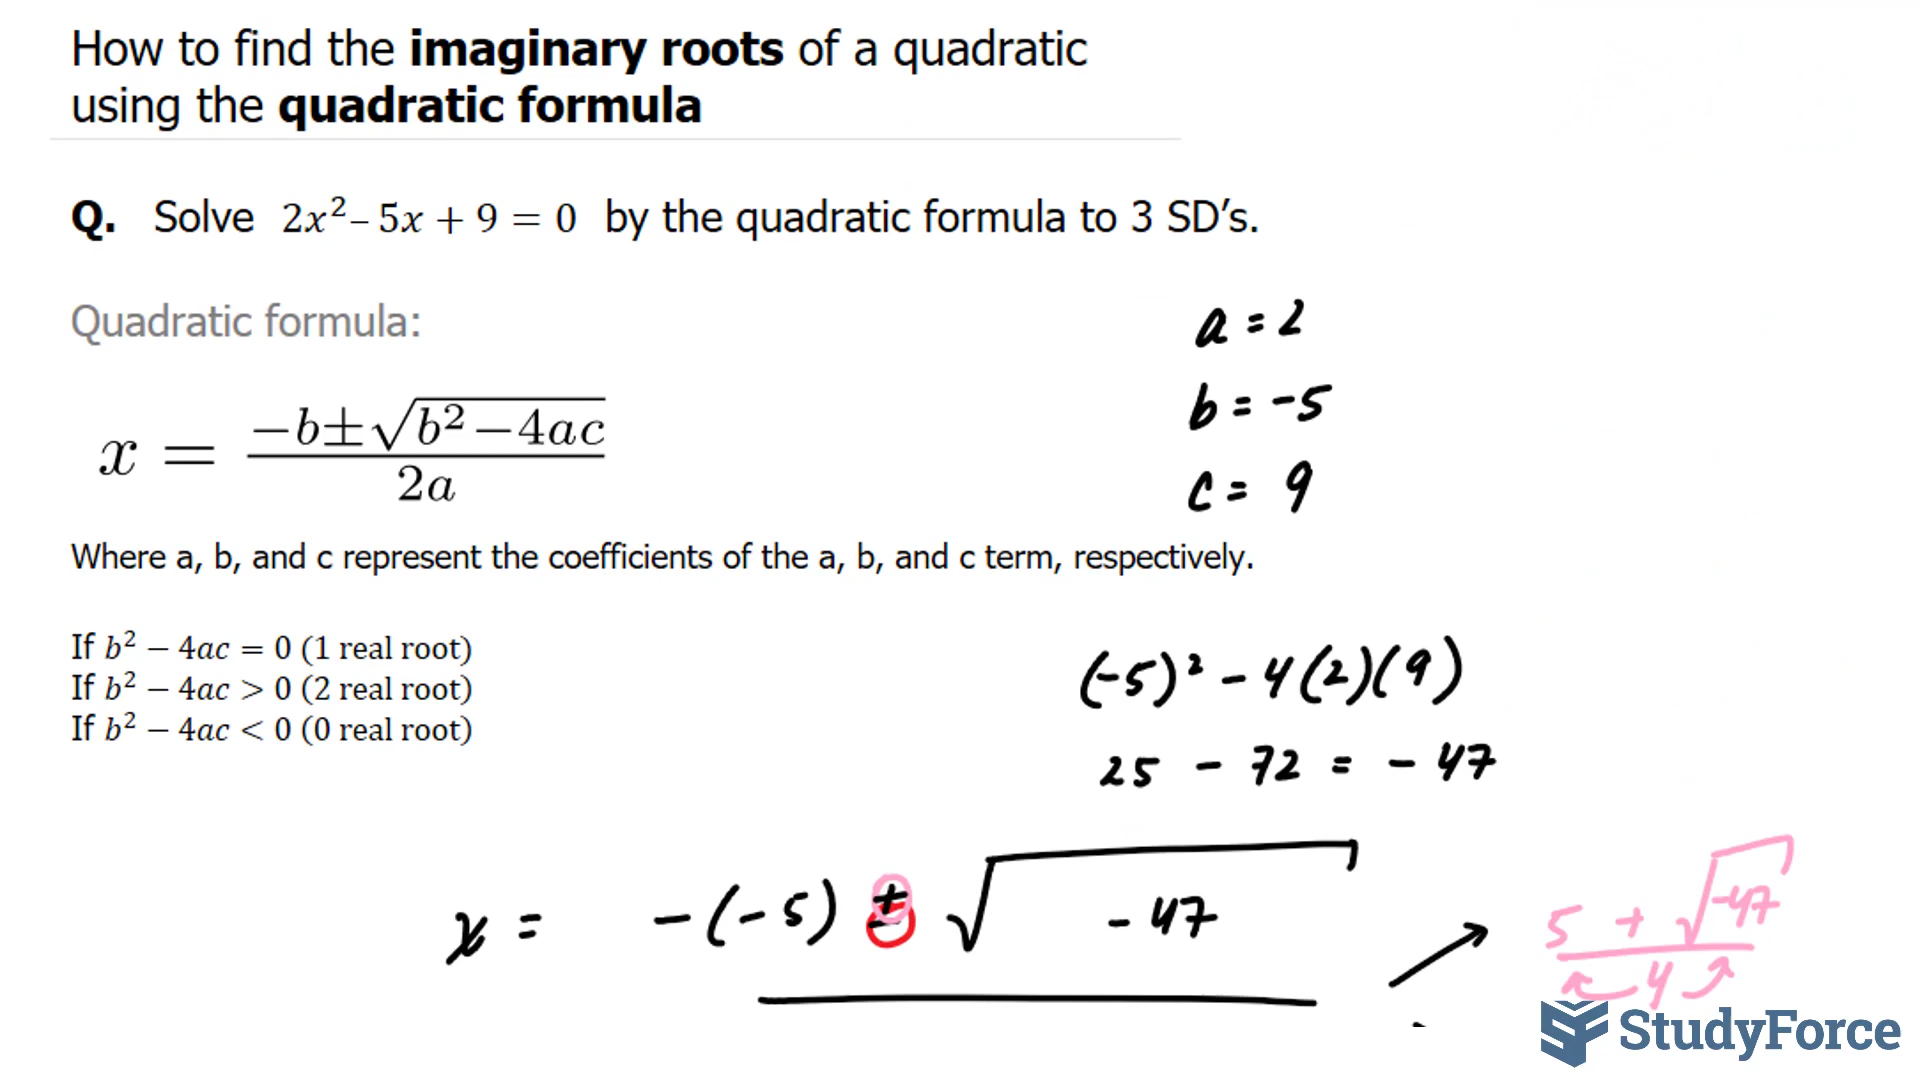 How to find the imaginary roots of a quadratic
using the quadratic formula
Q. Solve 2x² – 5x + 9 = 0 by the quadratic formula to 3 SD's.
Quadratic formula:
a = 2
x = (−b ± √(b² − 4ac)) / 2a
b = -5
c = 9
Where a, b, and c represent the coefficients of the a, b, and c term, respectively.
If b² − 4ac = 0 (1 real root)
If b² − 4ac > 0 (2 real root)
If b² − 4ac < 0 (0 real root)
(-5)² - 4(2)(9)
25 - 72 = - 47
x = -(-5) ± √-47
5 + √-47
4
StudyForce